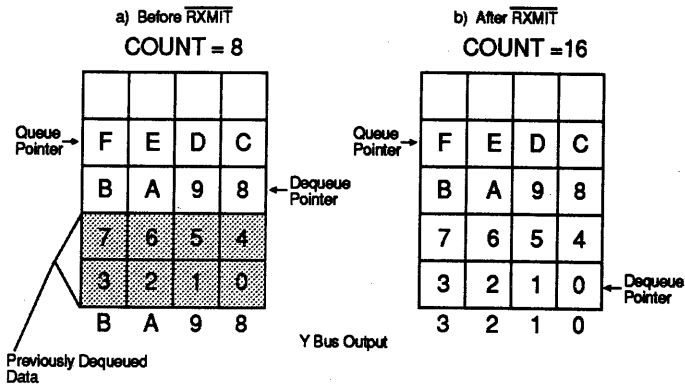 a) Before RXMIT
COUNT = 8
Queue Pointer
F E D C
B A 9 8
Dequeue Pointer
7 6 5 4
3 2 1 0
B A 9 8
Previously Dequeued Data
Y Bus Output
b) After RXMIT
COUNT =16
Queue Pointer
F E D C
B A 9 8
7 6 5 4
3 2 1 0
Dequeue Pointer
3 2 1 0